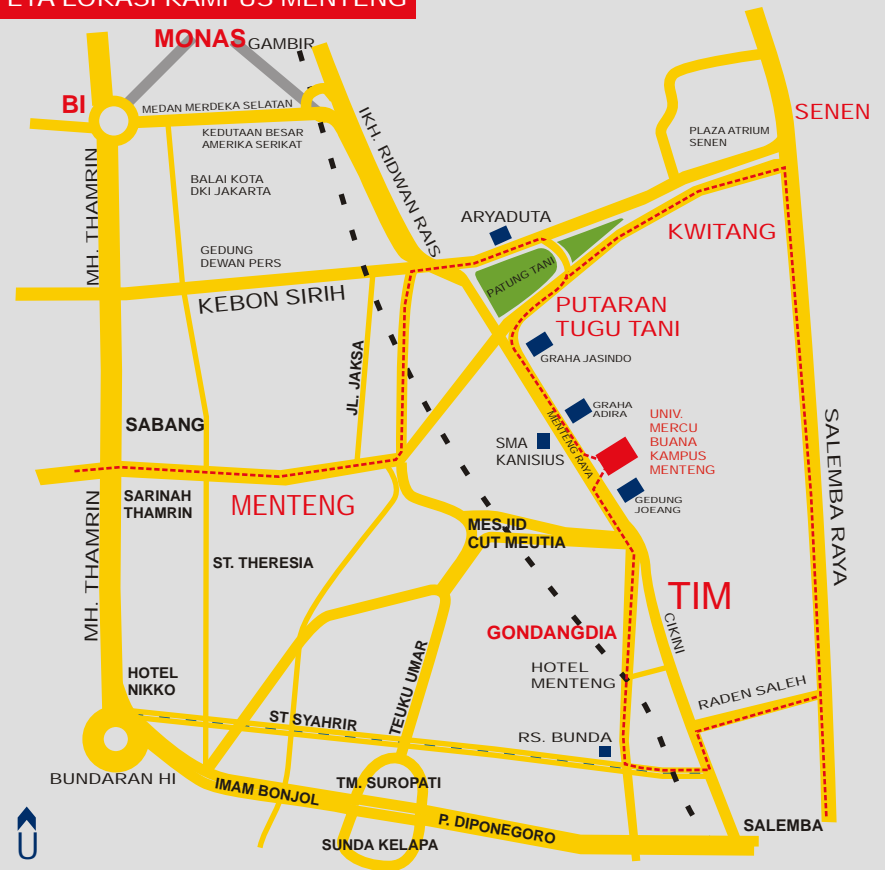 ETA LOKASI KAMPUS MENTENG
MONAS
GAMBIR
BI
MEDAN MERDEKA SELATAN
KEDUTAAN BESAR
AMERIKA SERIKAT
IKH. RIDWAN RAIS
PLAZA ATRIUM
SENEN
SENEN
MH. THAMRIN
BALAI KOTA
DKI JAKARTA
ARYADUTA
KWITANG
GEDUNG
DEWAN PERS
PATUNG TANI
KEBON SIRIH
PUTARAN
TUGU TANI
GRAHA JASINDO
JL. JAKSA
GRAHA
ADIRA
UNIV.
MERCU
BUANA
KAMPUS
MENTENG
SABANG
SMA
KANISIUS
MENTENG RAYA
SALEMBA RAYA
SARINAH
THAMRIN
MENTENG
GEDUNG
JOEANG
MESJID
CUT MEUTIA
MH. THAMRIN
ST. THERESIA
TIM
GONDANGDIA
CIKINI
HOTEL
MENTENG
HOTEL
NIKKO
TEUKU UMAR
RADEN SALEH
ST SYAHRIR
RS. BUNDA
BUNDARAN HI
IMAM BONJOL
TM. SUROPATI
P. DIPONEGORO
SALEMBA
SUNDA KELAPA
U